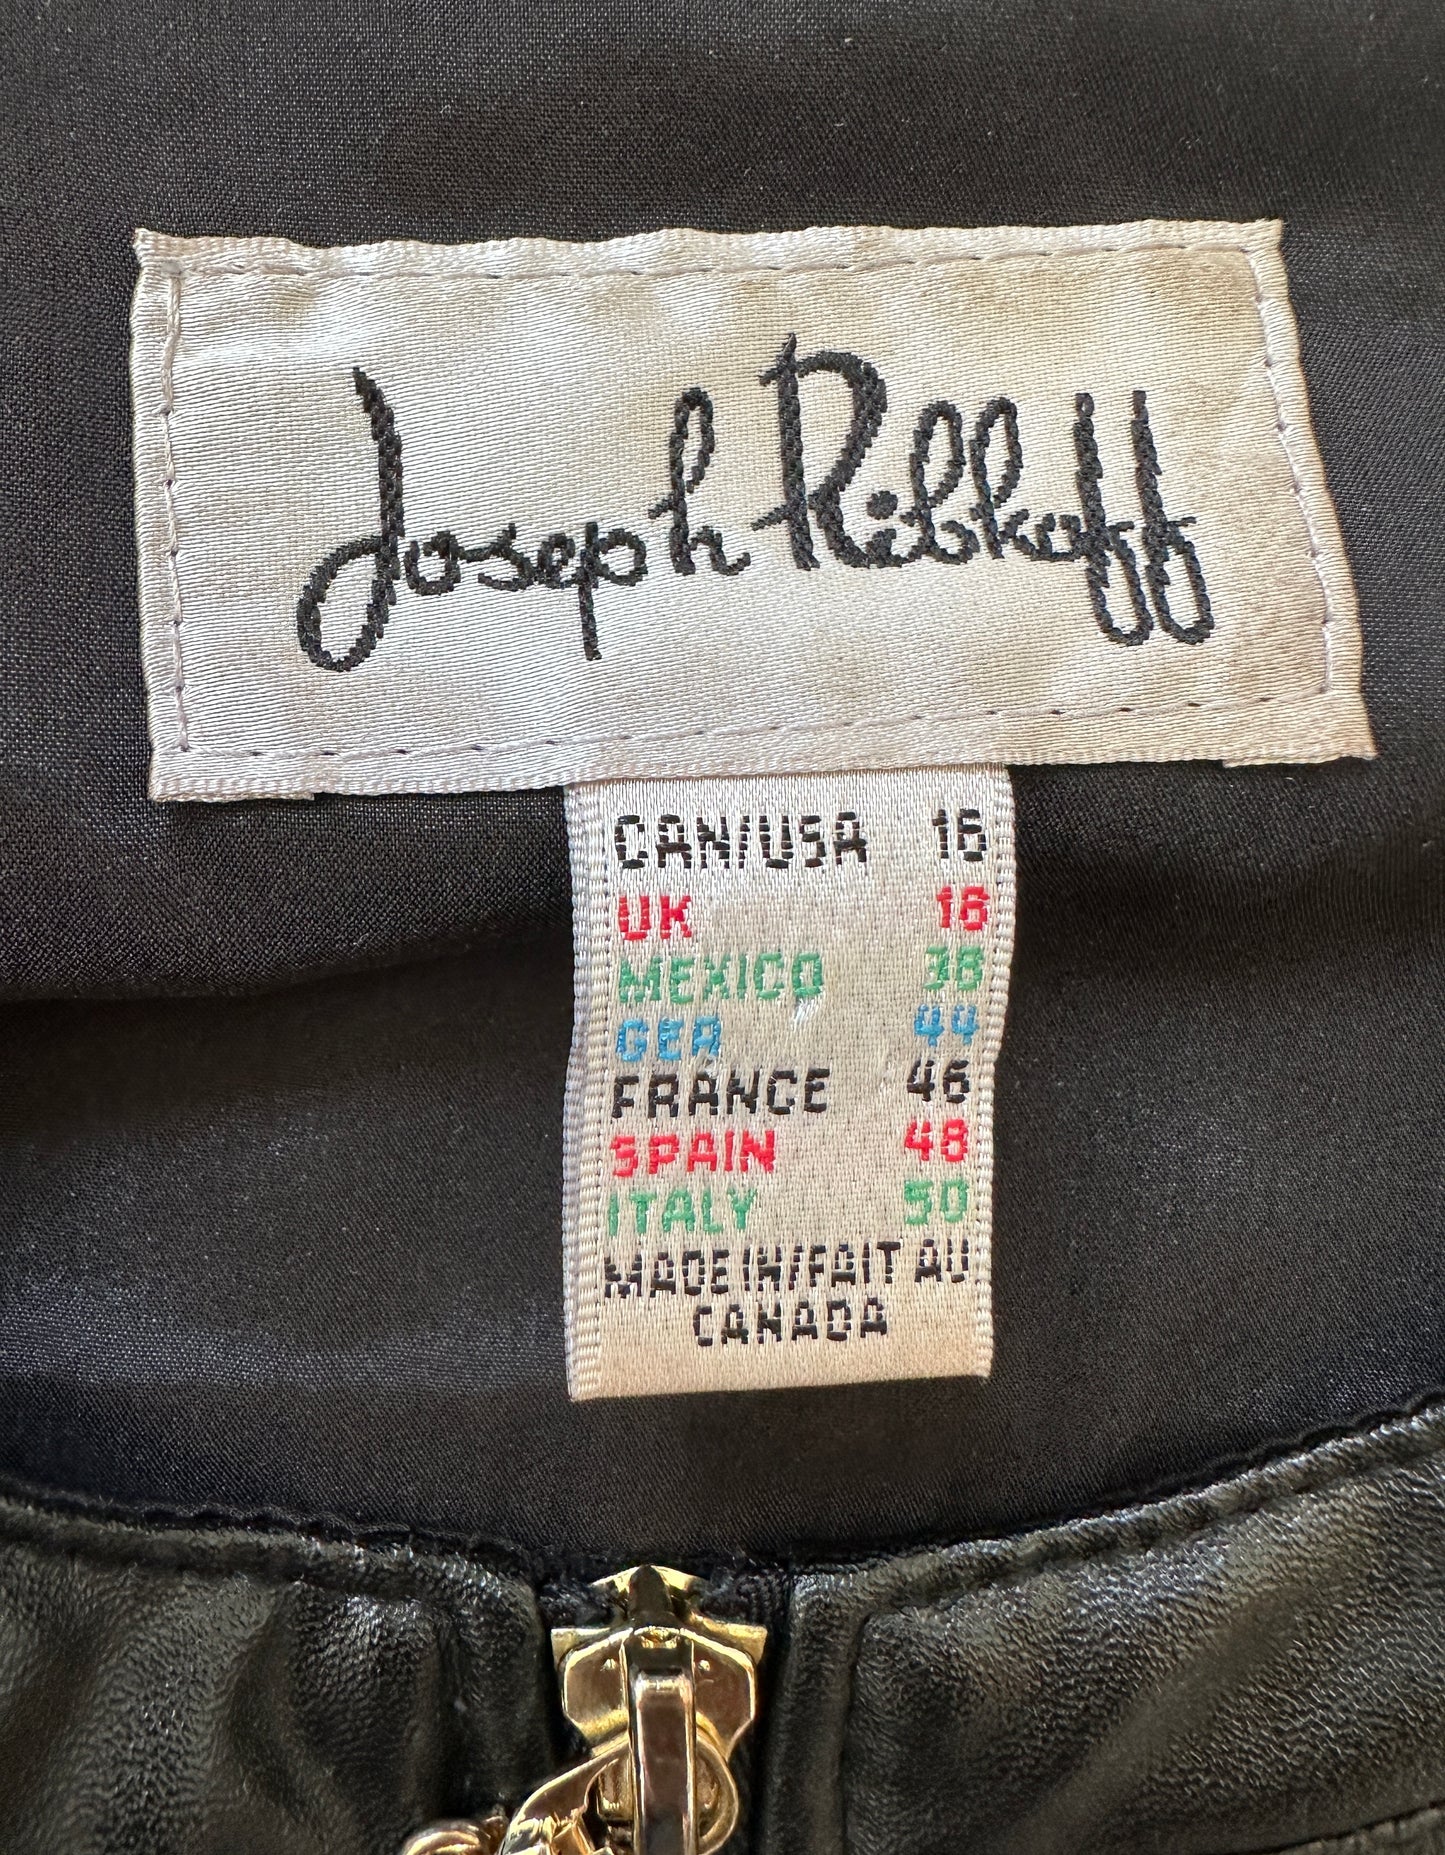 Joseph Ribkoff
CAN/USA 16
UK 16
MEXICO 38
GER 44
FRANCE 46
SPAIN 48
ITALY 50
MADE IN/FAIT AU
CANADA